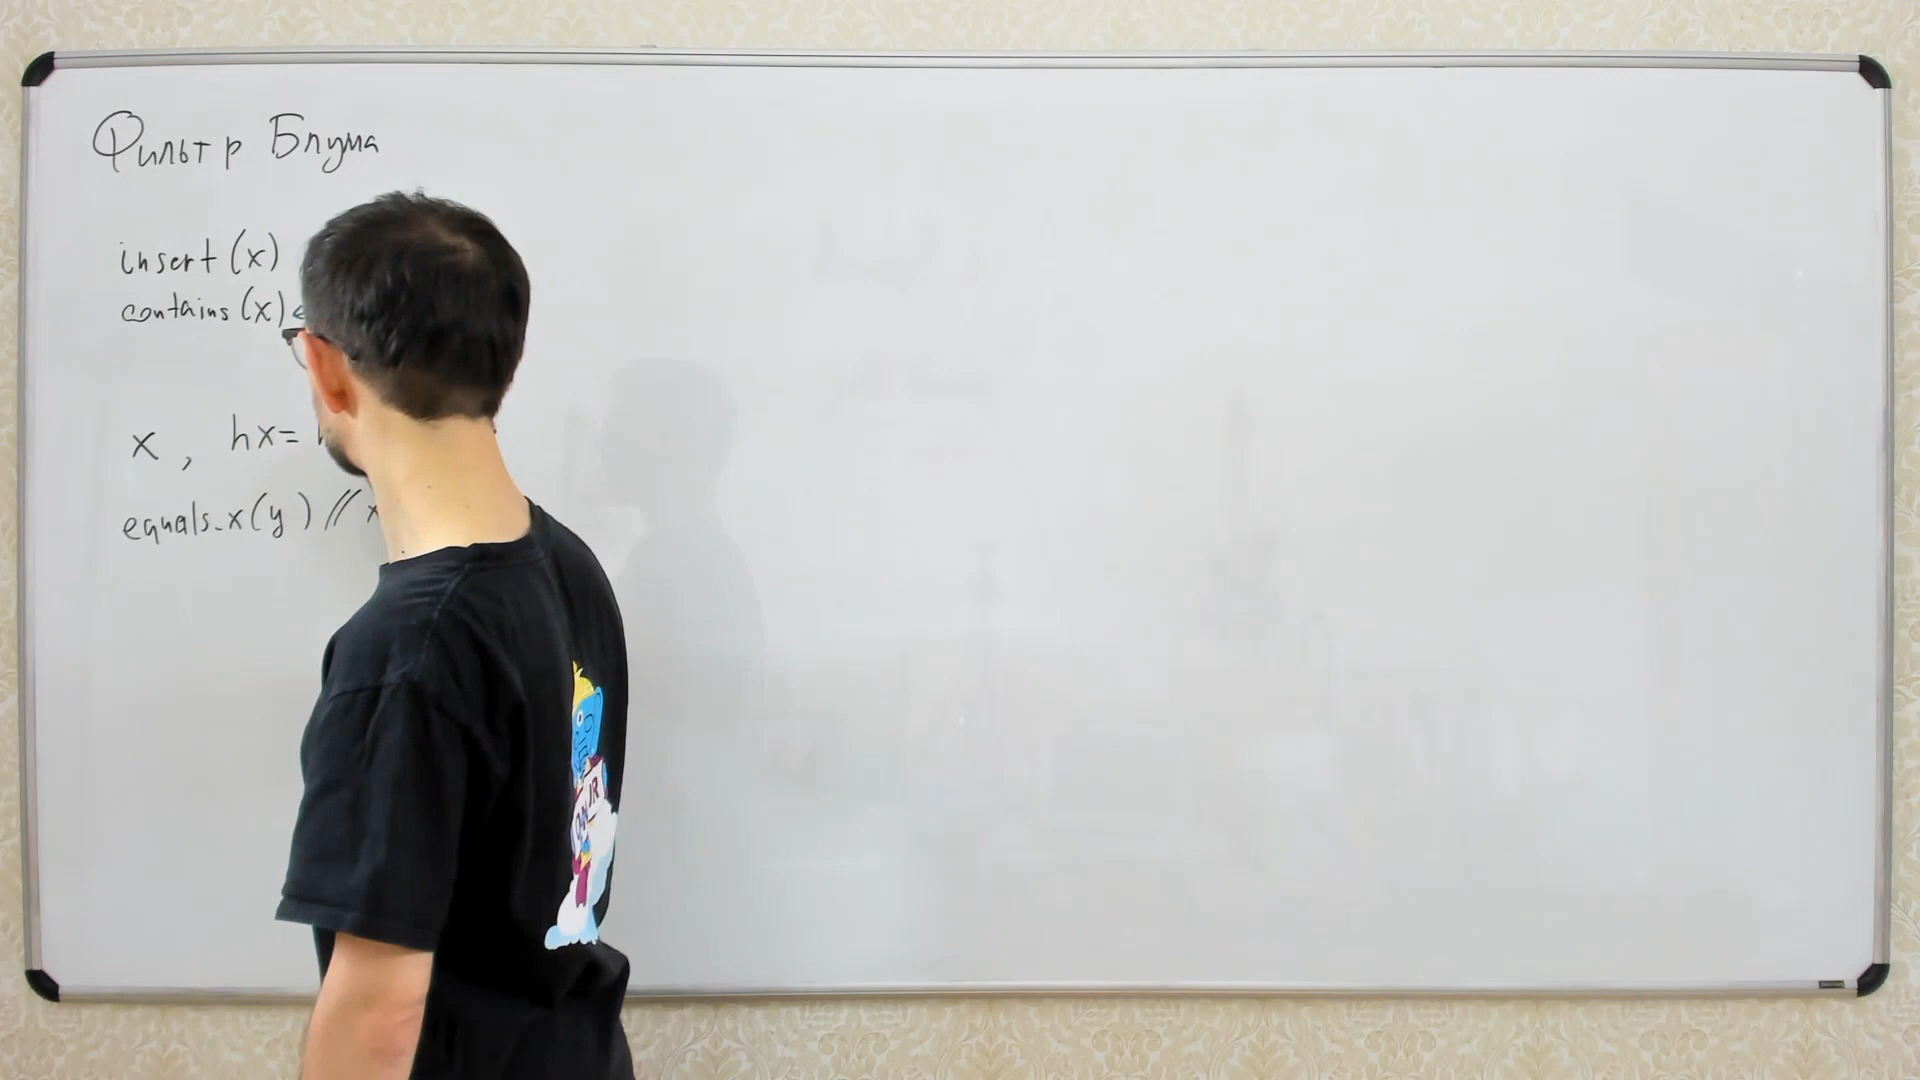 Фильтр Блума
insert (x)
contains (x)
x , hx=
equals_x(y) // x